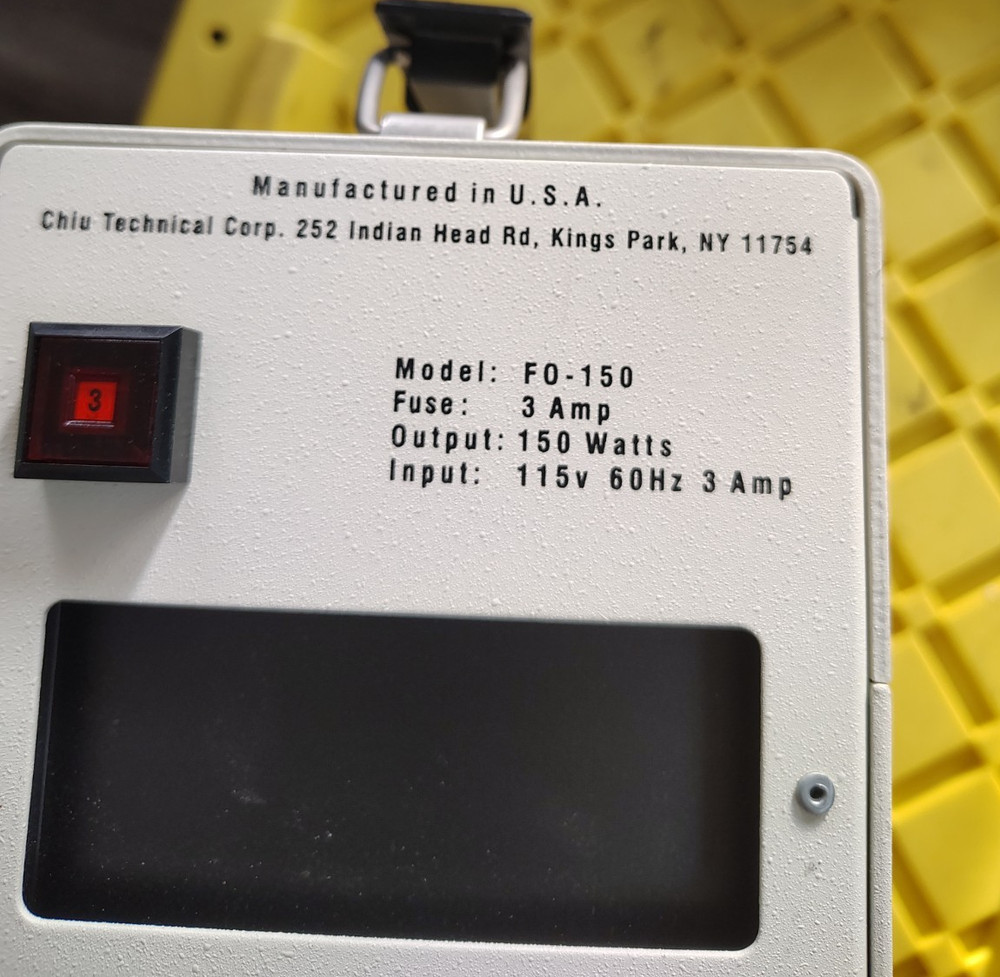 Manufactured in U.S.A.
Chiu Technical Corp. 252 Indian Head Rd, Kings Park, NY 11754
3
Model: FO-150
Fuse: 3 Amp
Output: 150 Watts
Input: 115v 60Hz 3 Amp